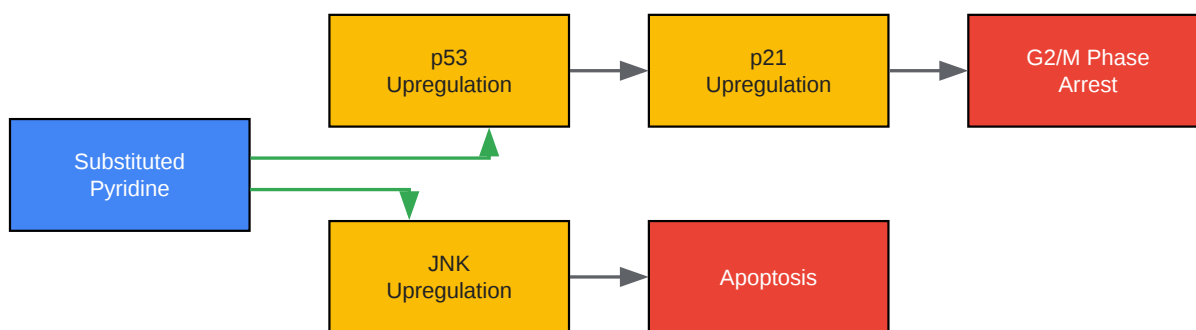 p53
Upregulation
p21
Upregulation
G2/M Phase
Arrest
Substituted
Pyridine
JNK
Upregulation
Apoptosis